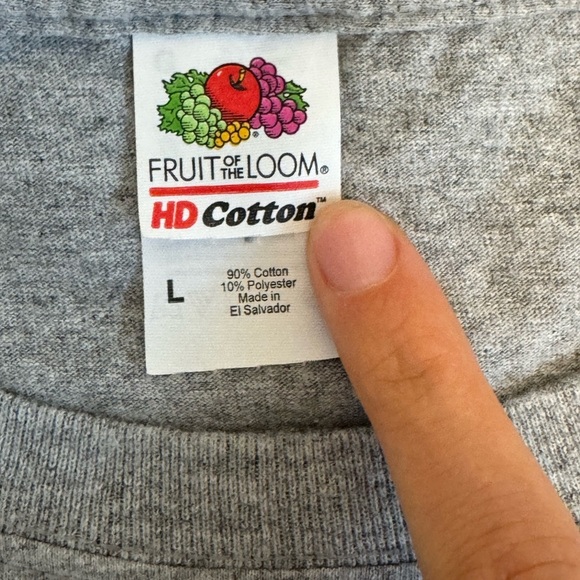 FRUIT OF THE LOOM®
HD Cotton™
L
90% Cotton
10% Polyester
Made in
El Salvador